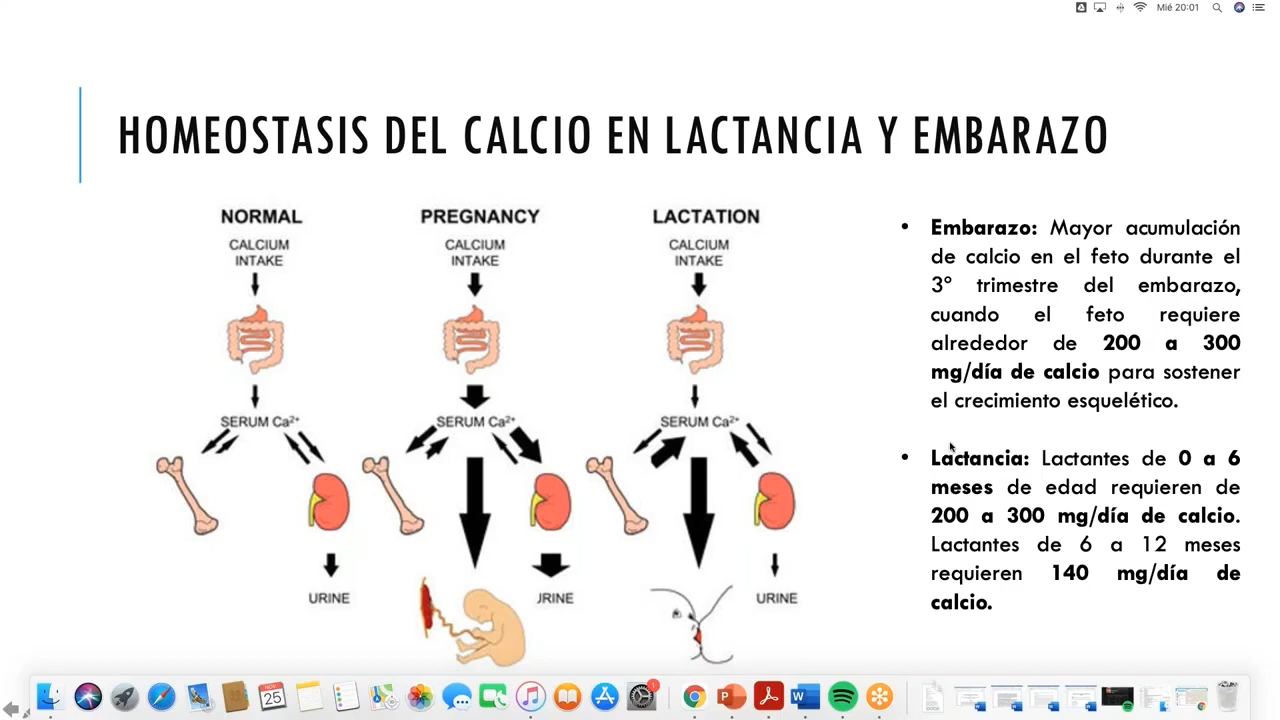 Mié 20:01
HOMEOSTASIS DEL CALCIO EN LACTANCIA Y EMBARAZO
NORMAL
CALCIUM
INTAKE
SERUM Ca²⁺
URINE
PREGNANCY
CALCIUM
INTAKE
SERUM Ca²⁺
JRINE
LACTATION
CALCIUM
INTAKE
SERUM Ca²⁺
URINE
• Embarazo: Mayor acumulación
de calcio en el feto durante el
3° trimestre del embarazo,
cuando el feto requiere
alrededor de 200 a 300
mg/día de calcio para sostener
el crecimiento esquelético.
• Lactancia: Lactantes de 0 a 6
meses de edad requieren de
200 a 300 mg/día de calcio.
Lactantes de 6 a 12 meses
requieren 140 mg/día de
calcio.
NOV
25
1